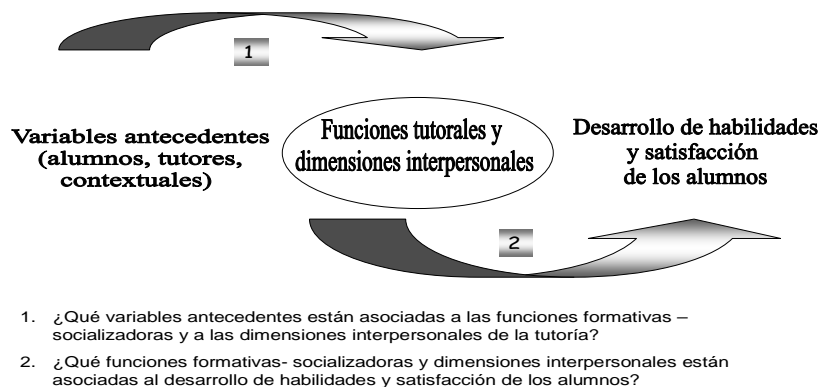 1
Variables antecedentes
(alumnos, tutores,
contextuales)
Funciones tutorales y
dimensiones interpersonales
Desarrollo de habilidades
y satisfacción
de los alumnos
2
1. ¿Qué variables antecedentes están asociadas a las funciones formativas –
socializadoras y a las dimensiones interpersonales de la tutoría?
2. ¿Qué funciones formativas- socializadoras y dimensiones interpersonales están
asociadas al desarrollo de habilidades y satisfacción de los alumnos?